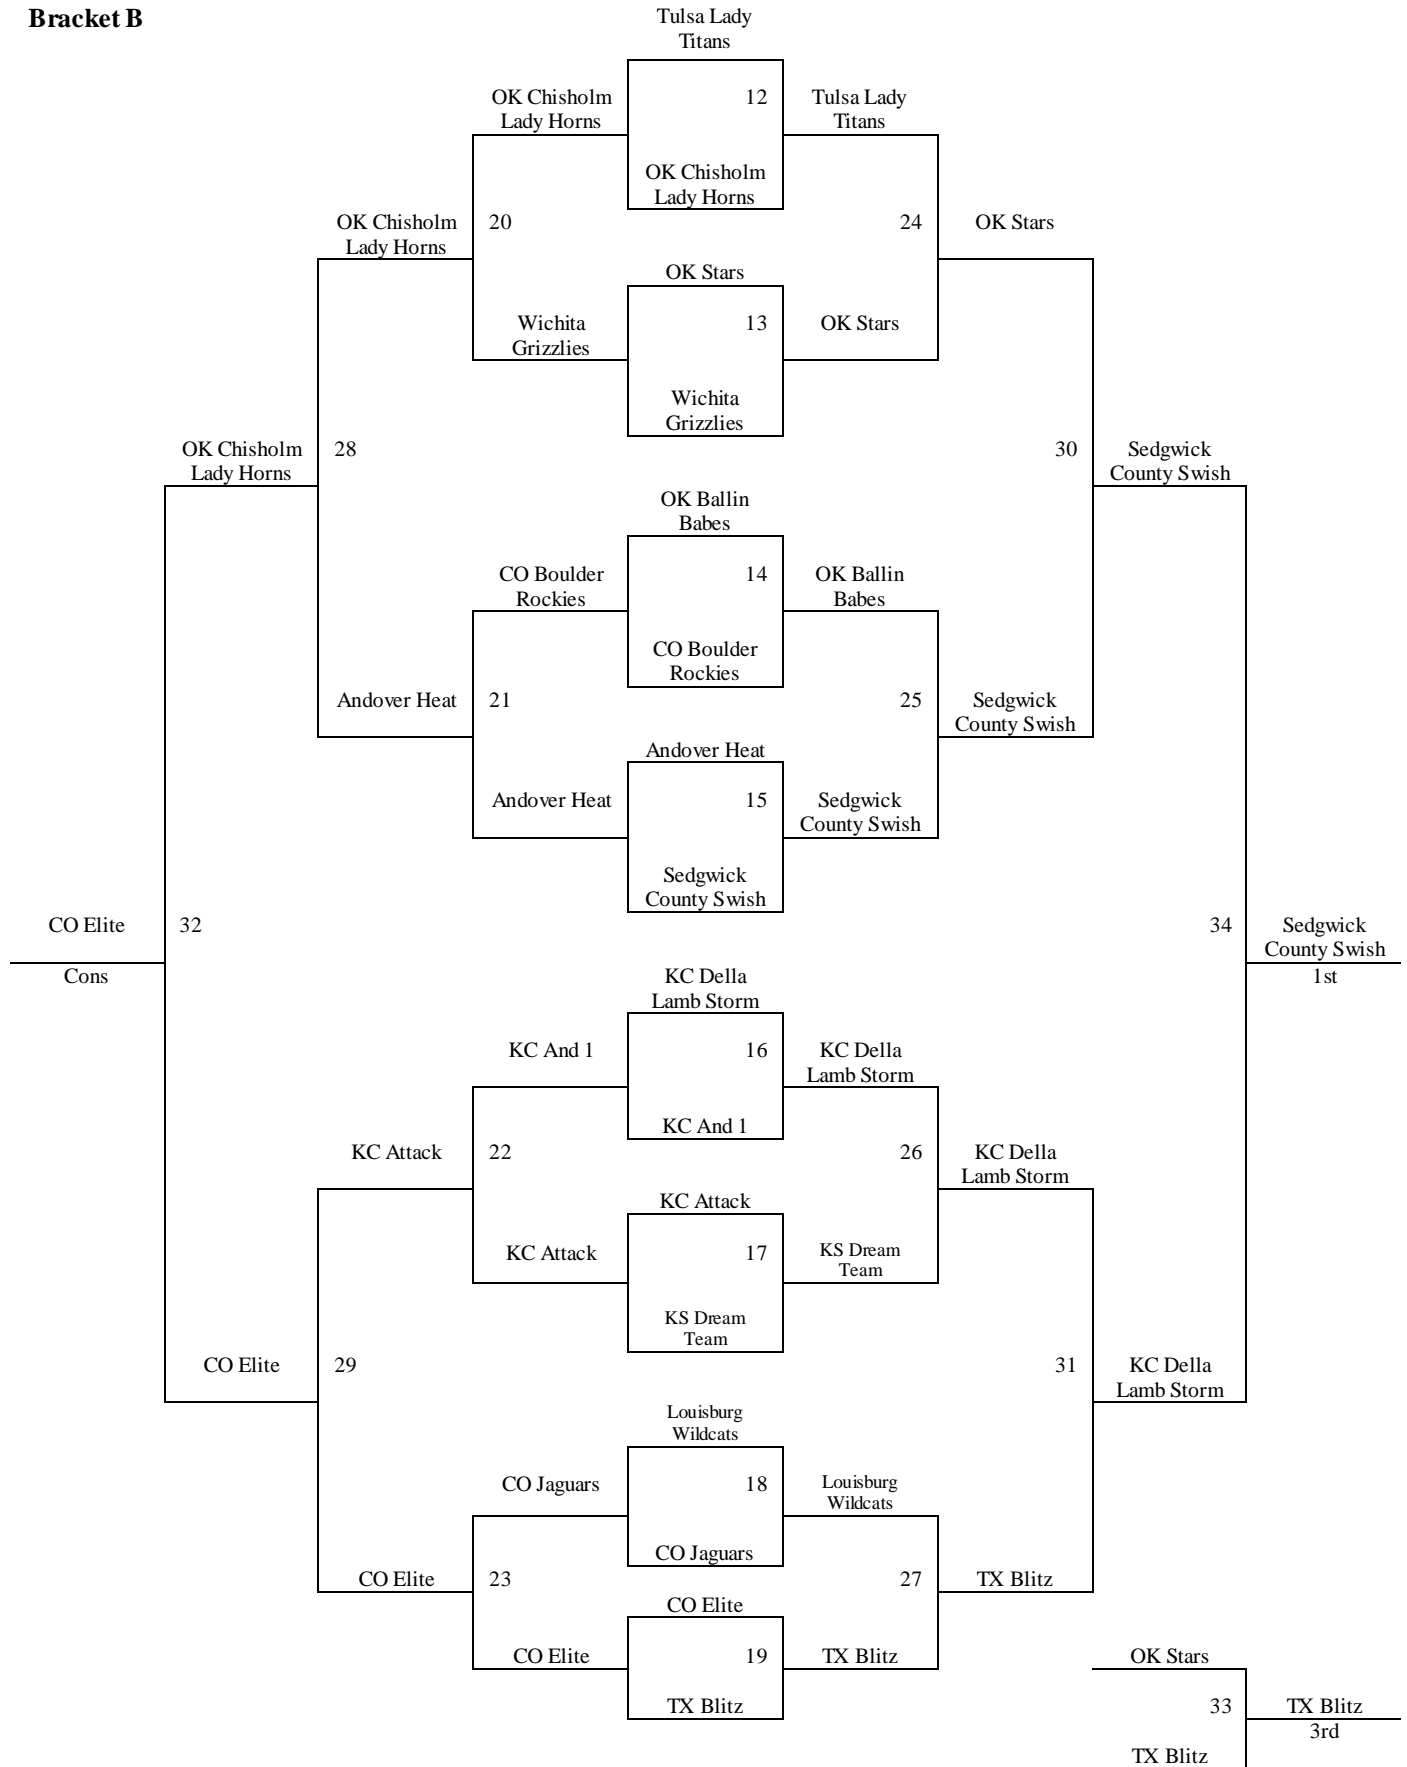 Bracket B
Tulsa Lady
Titans
OK Chisholm
Lady Horns
12
Tulsa Lady
Titans
OK Chisholm
Lady Horns
OK Chisholm
Lady Horns
20
24
OK Stars
OK Stars
Wichita
Grizzlies
13
OK Stars
Wichita
Grizzlies
OK Chisholm
Lady Horns
28
30
Sedgwick
County Swish
OK Ballin
Babes
CO Boulder
Rockies
14
OK Ballin
Babes
CO Boulder
Rockies
Andover Heat
21
25
Sedgwick
County Swish
Andover Heat
Andover Heat
15
Sedgwick
County Swish
Sedgwick
County Swish
CO Elite
Cons
32
34
Sedgwick
County Swish
1st
KC Della
Lamb Storm
KC And 1
16
KC Della
Lamb Storm
KC And 1
KC Attack
22
26
KC Della
Lamb Storm
KC Attack
KC Attack
17
KS Dream
Team
KS Dream
Team
CO Elite
29
31
KC Della
Lamb Storm
Louisburg
Wildcats
CO Jaguars
18
Louisburg
Wildcats
CO Jaguars
CO Elite
23
27
TX Blitz
CO Elite
CO Elite
19
TX Blitz
OK Stars
TX Blitz
33
TX Blitz
3rd
TX Blitz